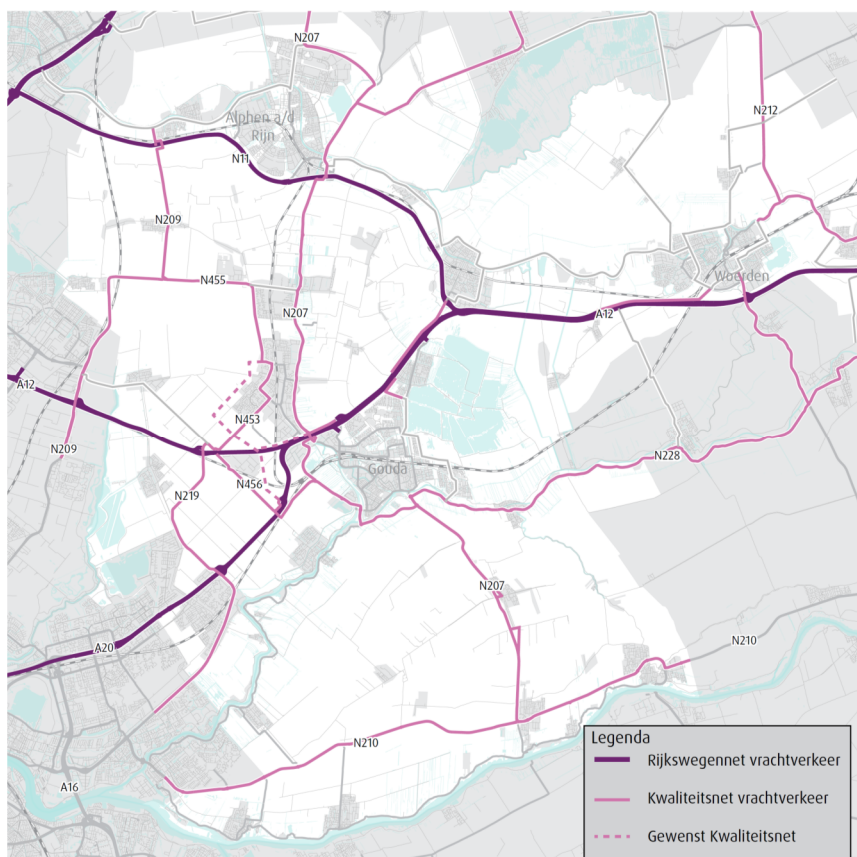 N207
Alphen a/d
Rijn
N212
N11
N209
Woerden
N455
N207
A12
A12
N453
N209
Gouda
N228
N456
N219
N207
A20
N210
N210
A16
Legenda
Rijkswegennet vrachtverkeer
Kwaliteitsnet vrachtverkeer
Gewenst Kwaliteitsnet